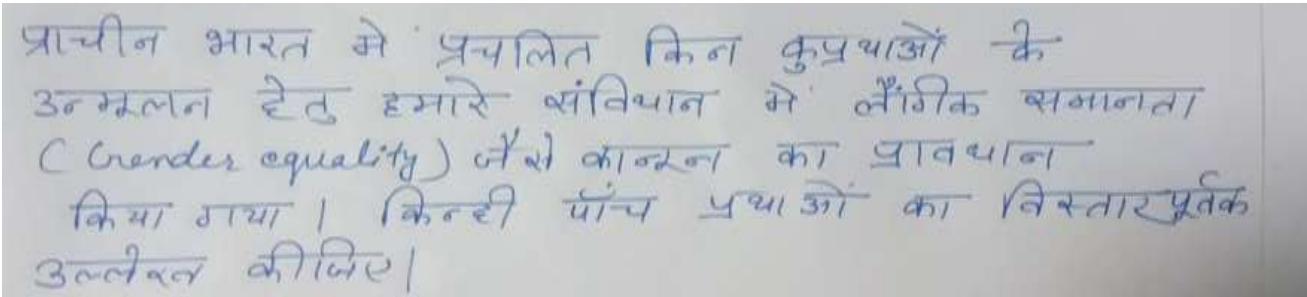 प्राचीन भारत मे प्रचलित किन कुप्रथाओं के
उन्मूलन हेतु हमारे संविधान मे लैंगीक समानता
(Gender equality) जैसे कानून का प्रावधान
किया गया । किन्ही पाँच प्रथाओं का विस्तारपूर्वक
उल्लेख कीजिए।